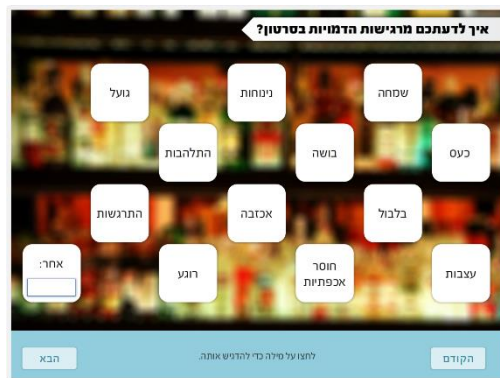 איך לדעתכם מרגישות הדמויות בסרטון?
שמחה
נינוחות
גועל
כעס
בושה
התלהבות
בלבול
אכזבה
התרגשות
עצבות
חוסר
אכפתיות
רוגע
אחר:
הקודם
לחצו על מילה כדי להדגיש אותה.
הבא